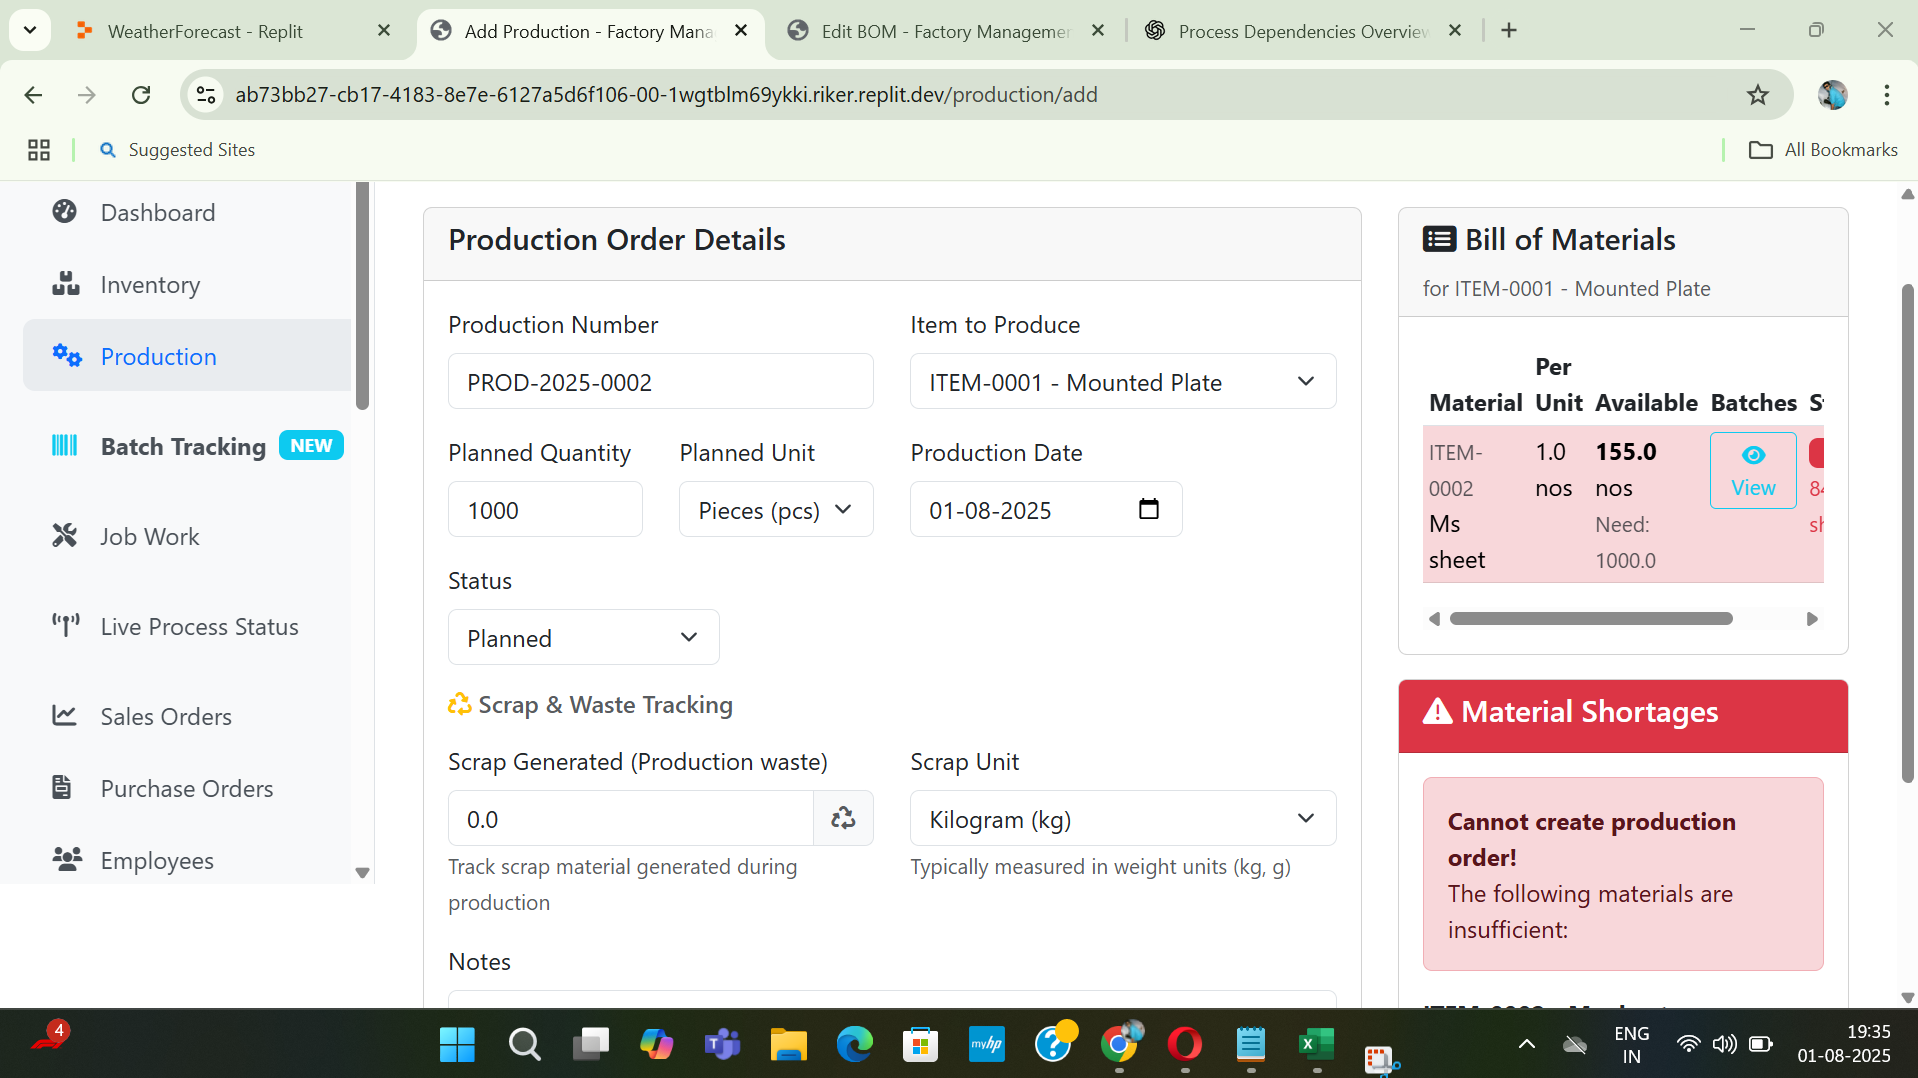 WeatherForecast - Replit
Add Production - Factory Mana
Edit BOM - Factory Managemer
Process Dependencies Overview
ab73bb27-cb17-4183-8e7e-6127a5d6f106-00-1wgtblm69ykki.riker.replit.dev/production/add
Suggested Sites
All Bookmarks
Dashboard
Inventory
Production
Batch Tracking NEW
Job Work
Live Process Status
Sales Orders
Purchase Orders
Employees
Production Order Details
Production Number
Item to Produce
PROD-2025-0002
ITEM-0001 - Mounted Plate
Planned Quantity
Planned Unit
Production Date
1000
Pieces (pcs)
01-08-2025
Status
Planned
Scrap & Waste Tracking
Scrap Generated (Production waste)
Scrap Unit
0.0
Kilogram (kg)
Track scrap material generated during
production
Typically measured in weight units (kg, g)
Notes
Bill of Materials
for ITEM-0001 - Mounted Plate
Material
Per
Unit
Available
Batches
ITEM-
0002
Ms
sheet
1.0
nos
155.0
nos
Need:
1000.0
View
84
sh
Material Shortages
Cannot create production
order!
The following materials are
insufficient:
4
myhp
ENG
IN
19:35
01-08-2025